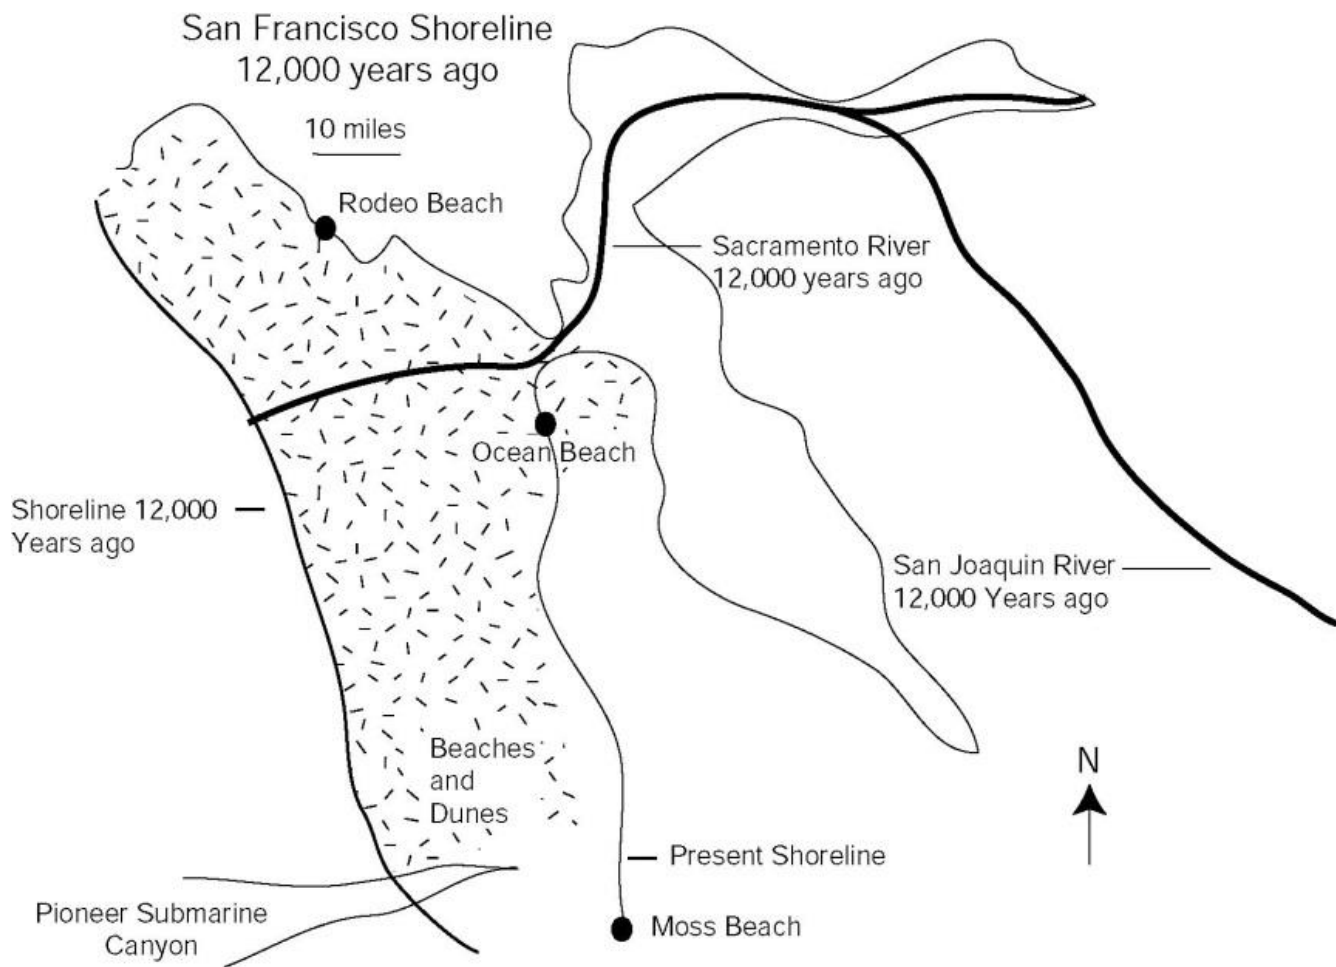 San Francisco Shoreline
12,000 years ago
10 miles
Rodeo Beach
Sacramento River
12,000 years ago
Ocean Beach
Shoreline 12,000
Years ago
San Joaquin River
12,000 Years ago
Beaches
and
Dunes
N
Present Shoreline
Pioneer Submarine
Canyon
Moss Beach